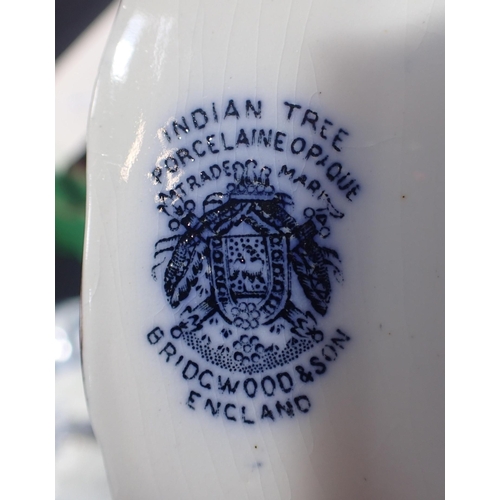 INDIAN TREE
PORCELAINE OPAQUE
TRADE MARK
BRIDGWOOD & SON
ENGLAND